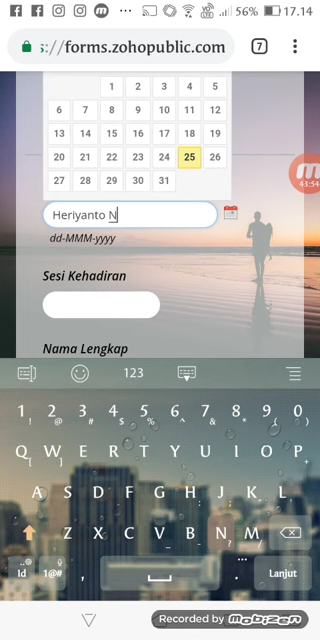 56% 17.14
s://forms.zohopublic.com 7
1 2 3 4 5
6 7 8 9 10 11 12
13 14 15 16 17 18 19
20 21 22 23 24 25 26
27 28 29 30 31
43:54
Heriyanto N
dd-MMM-yyyy
Sesi Kehadiran
Nama Lengkap
123
1 2 3 4 5 6 7 8 9 0
! @ # $ % ^ & * ( )
Q W E R T Y U I O P
A S D F G H J K L
Z X C V B N M
Id 1@# , . Lanjut
Recorded by mobizen